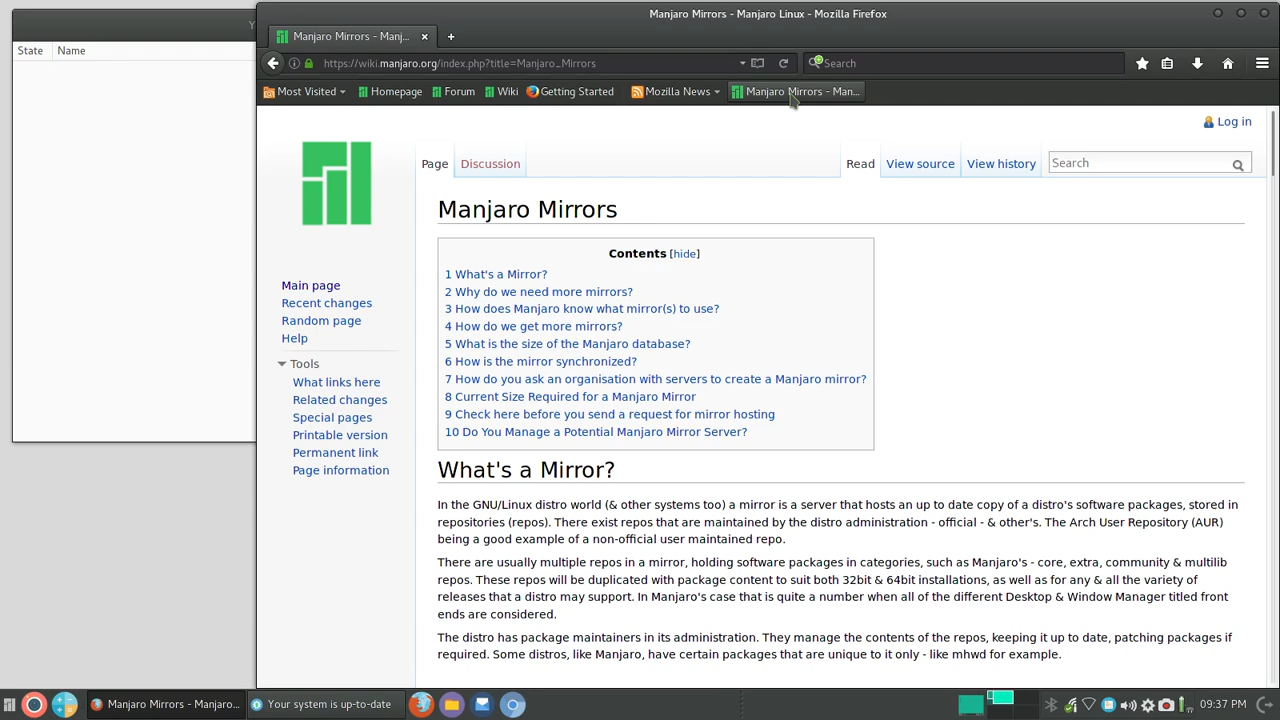 Manjaro Mirrors - Manjaro Linux - Mozilla Firefox
Y
State Name
Manjaro Mirrors - Manj...
https://wiki.manjaro.org/index.php?title=Manjaro_Mirrors
Search
Most Visited Homepage Forum Wiki Getting Started Mozilla News Manjaro Mirrors - Man...
Log in
Page Discussion Read View source View history Search
Main page
Recent changes
Random page
Help
Tools
What links here
Related changes
Special pages
Printable version
Permanent link
Page information
Manjaro Mirrors
Contents [hide]
1 What's a Mirror?
2 Why do we need more mirrors?
3 How does Manjaro know what mirror(s) to use?
4 How do we get more mirrors?
5 What is the size of the Manjaro database?
6 How is the mirror synchronized?
7 How do you ask an organisation with servers to create a Manjaro mirror?
8 Current Size Required for a Manjaro Mirror
9 Check here before you send a request for mirror hosting
10 Do You Manage a Potential Manjaro Mirror Server?
What's a Mirror?
In the GNU/Linux distro world (& other systems too) a mirror is a server that hosts an up to date copy of a distro's software packages, stored in
repositories (repos). There exist repos that are maintained by the distro administration - official - & other's. The Arch User Repository (AUR)
being a good example of a non-official user maintained repo.
There are usually multiple repos in a mirror, holding software packages in categories, such as Manjaro's - core, extra, community & multilib
repos. These repos will be duplicated with package content to suit both 32bit & 64bit installations, as well as for any & all the variety of
releases that a distro may support. In Manjaro's case that is quite a number when all of the different Desktop & Window Manager titled front
ends are considered.
The distro has package maintainers in its administration. They manage the contents of the repos, keeping it up to date, patching packages if
required. Some distros, like Manjaro, have certain packages that are unique to it only - like mhwd for example.
Manjaro Mirrors - Manjaro... Your system is up-to-date 09:37 PM